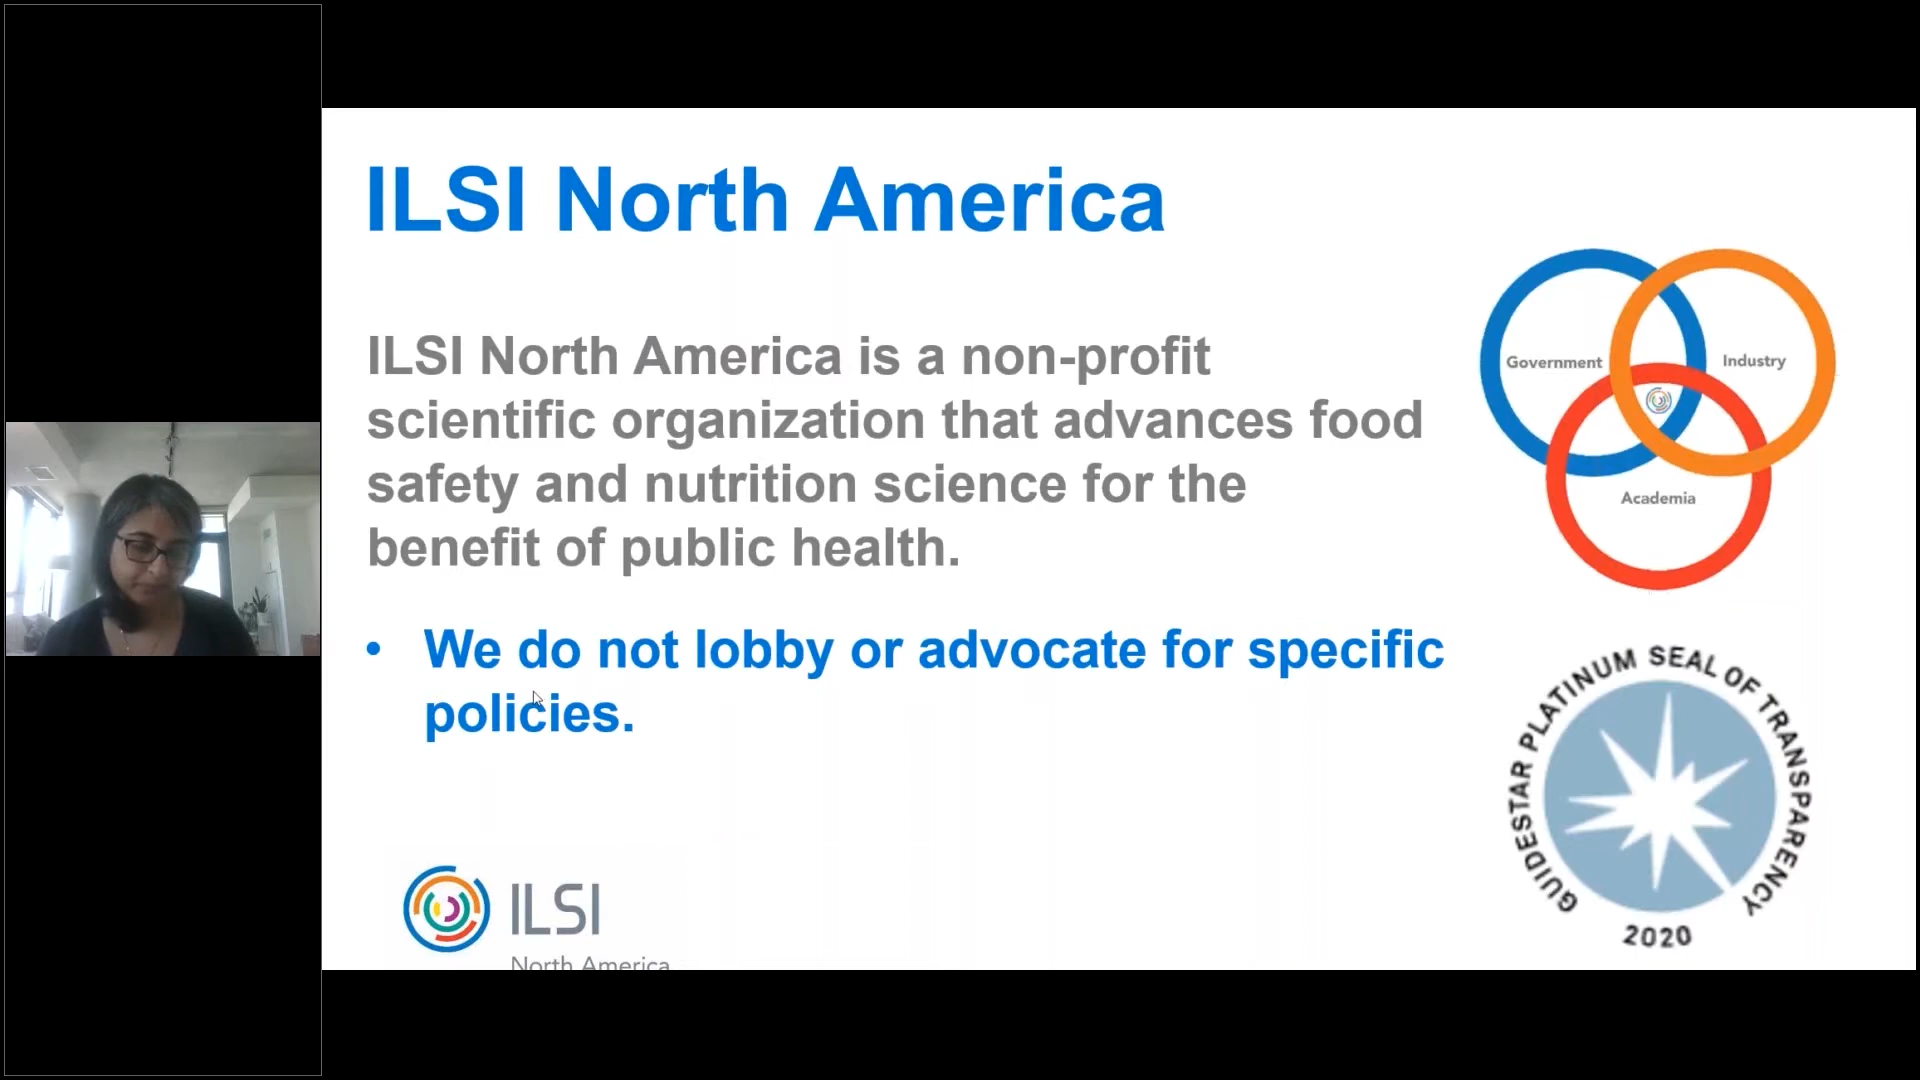 ILSI North America
ILSI North America is a non-profit
scientific organization that advances food
safety and nutrition science for the
benefit of public health.
• We do not lobby or advocate for specific
policies.
Government
Industry
Academia
GUIDESTAR PLATINUM SEAL OF TRANSPARENCY
2020
ILSI
North America